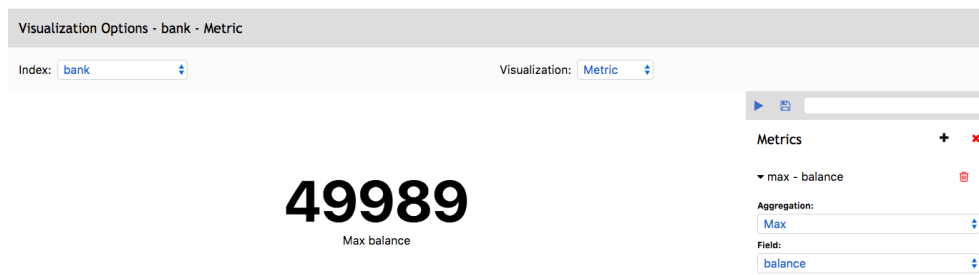 Visualization Options - bank - Metric
Index: bank
Visualization: Metric
Metrics
max - balance
Aggregation:
Max
Field:
balance
49989
Max balance